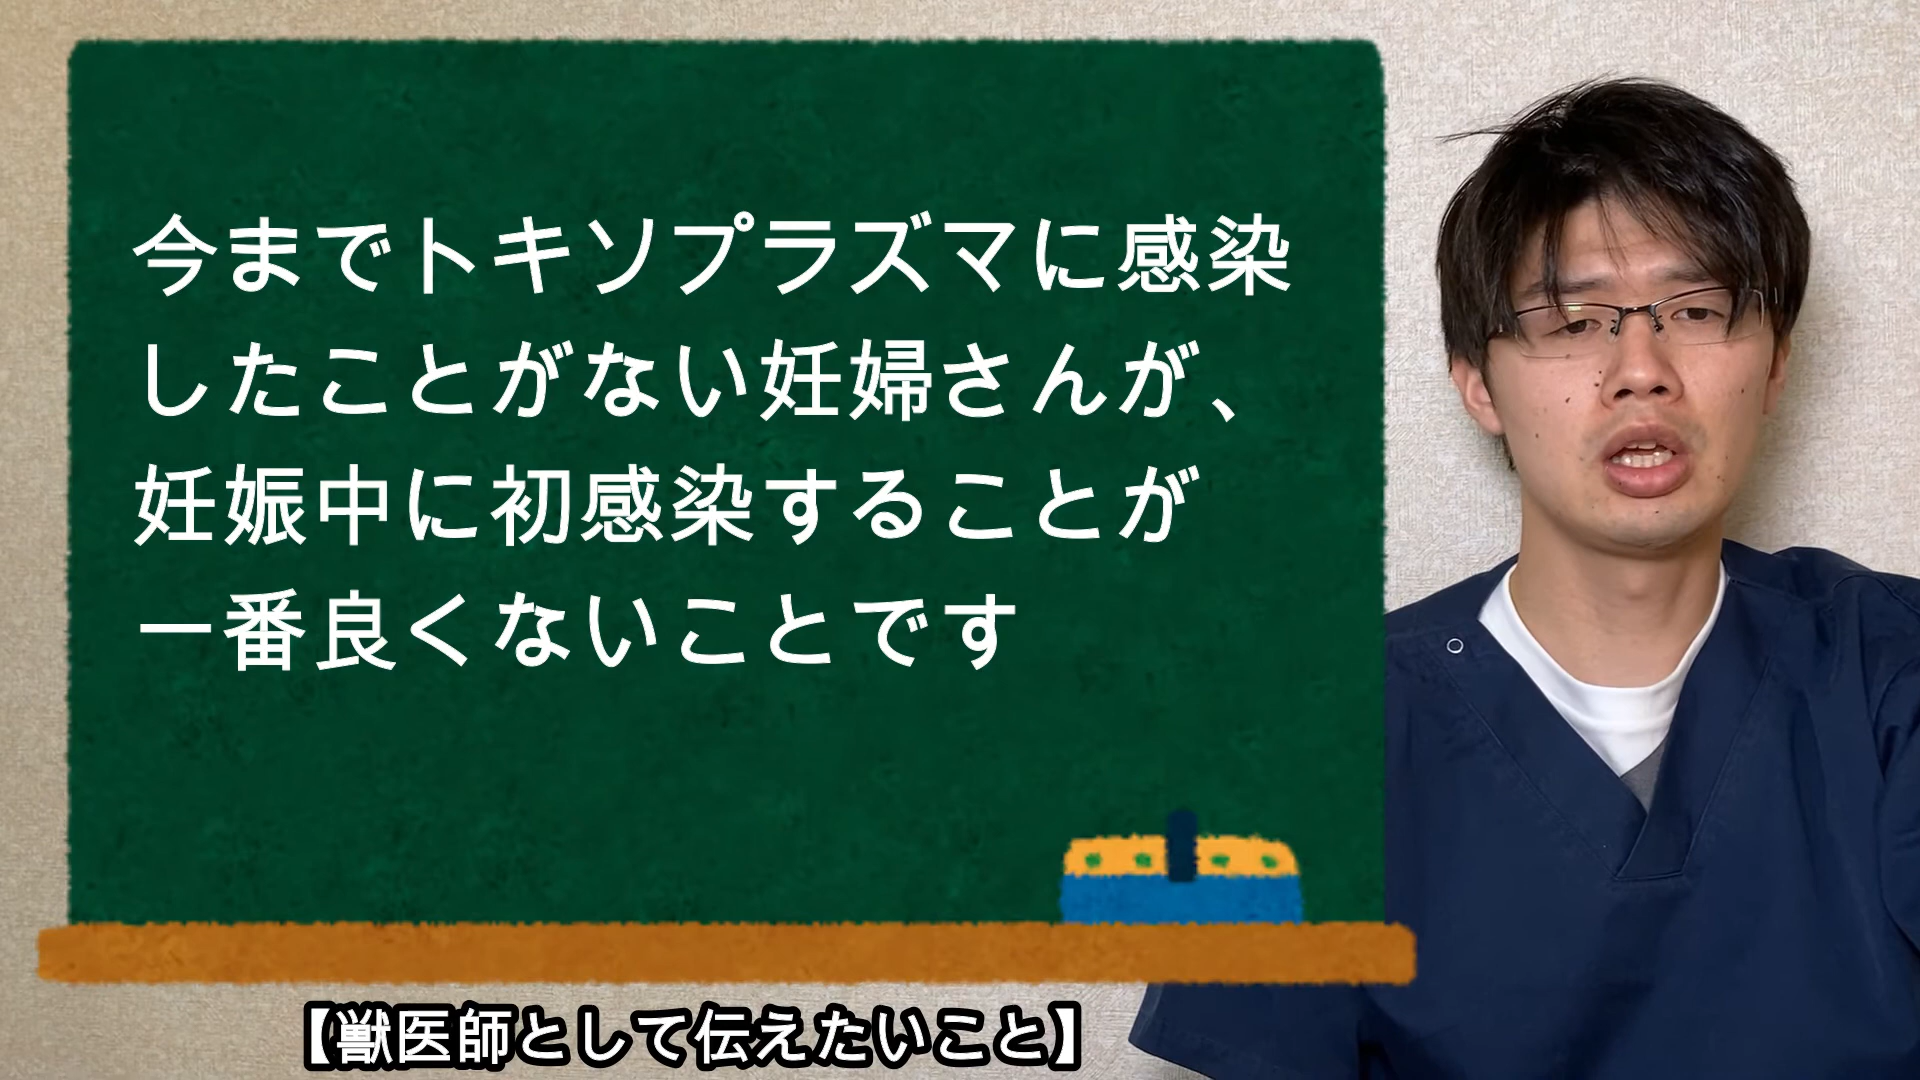 今までトキソプラズマに感染
したことがない妊婦さんが、
妊娠中に初感染することが
一番良くないことです
【獣医師として伝えたいこと】